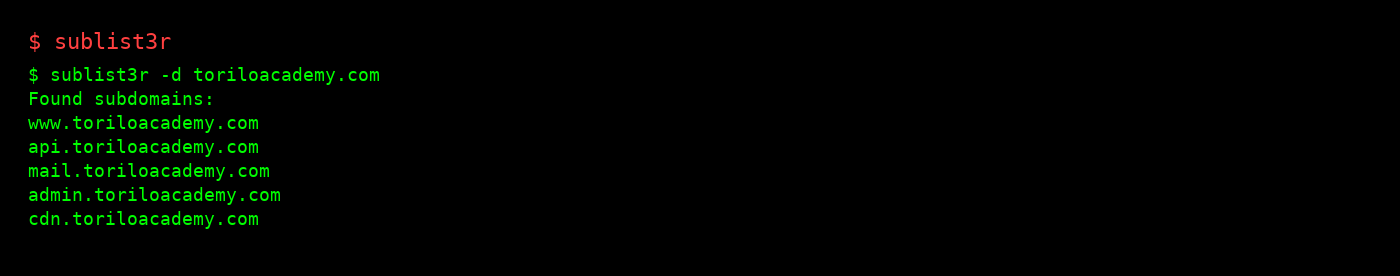 $ sublist3r
$ sublist3r -d toriloacademy.com
Found subdomains:
www.toriloacademy.com
api.toriloacademy.com
mail.toriloacademy.com
admin.toriloacademy.com
cdn.toriloacademy.com